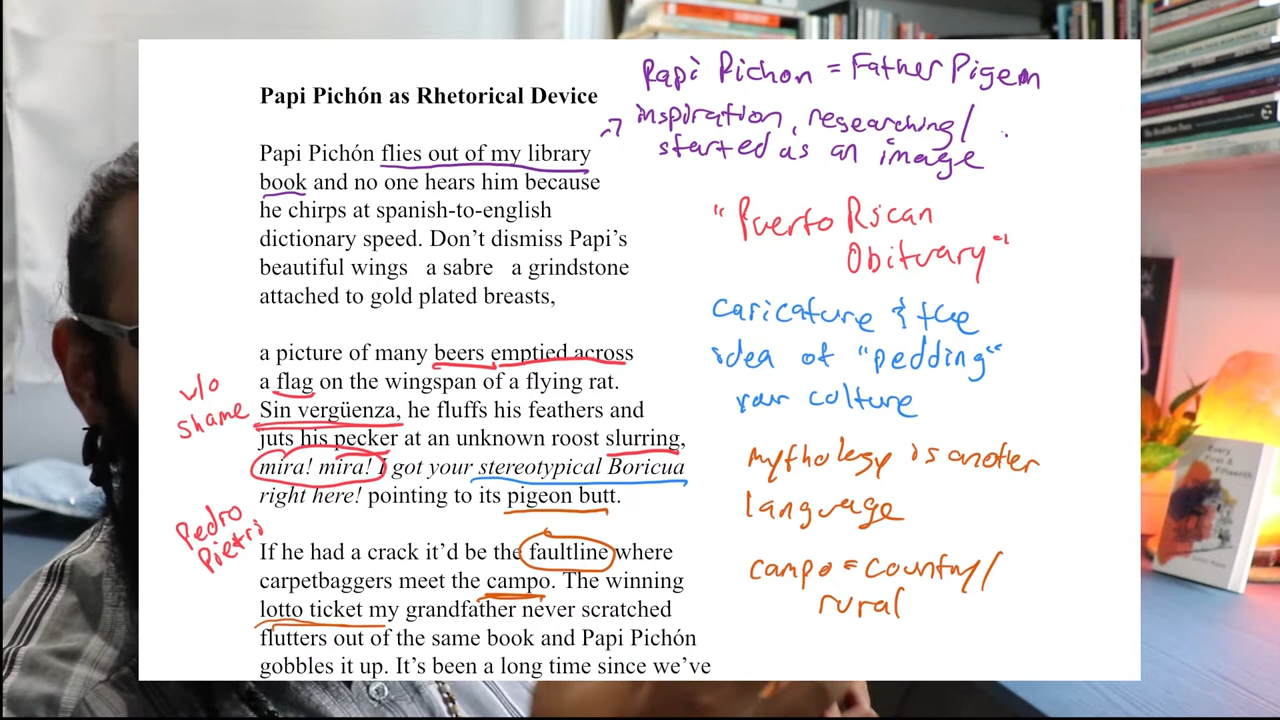 Papi Pichón as Rhetorical Device
Papi Pichón flies out of my library
book and no one hears him because
he chirps at spanish-to-english
dictionary speed. Don’t dismiss Papi’s
beautiful wings   a sabre   a grindstone
attached to gold plated breasts,
a picture of many beers emptied across
a flag on the wingspan of a flying rat.
Sin vergüenza, he fluffs his feathers and
juts his pecker at an unknown roost slurring,
mira! mira! I got your stereotypical Boricua
right here! pointing to its pigeon butt.
If he had a crack it’d be the faultline where
carpetbaggers meet the campo. The winning
lotto ticket my grandfather never scratched
flutters out of the same book and Papi Pichón
gobbles it up. It’s been a long time since we’ve
w/o
shame
Pedro
Pietri
Papi Pichon = Father Pigeon
inspiration, researching/
started as an image
"Puerto Rican
Obituary"
caricature & the
idea of "pedding"
your culture
mythology is another
language
campo = country/
rural
Every
First &
Fifteenth